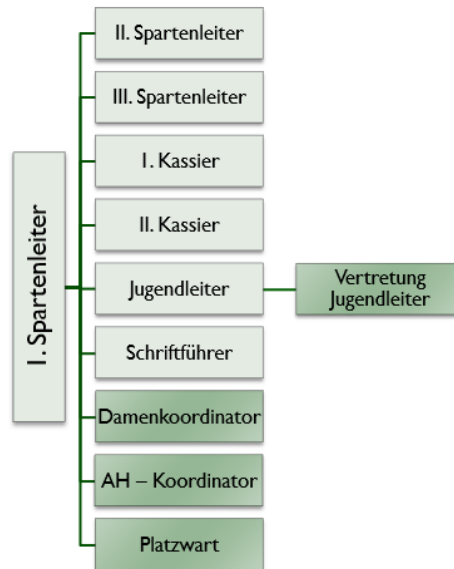 I. Spartenleiter
II. Spartenleiter
III. Spartenleiter
I. Kassier
II. Kassier
Jugendleiter
Vertretung
Jugendleiter
Schriftführer
Damenkoordinator
AH – Koordinator
Platzwart